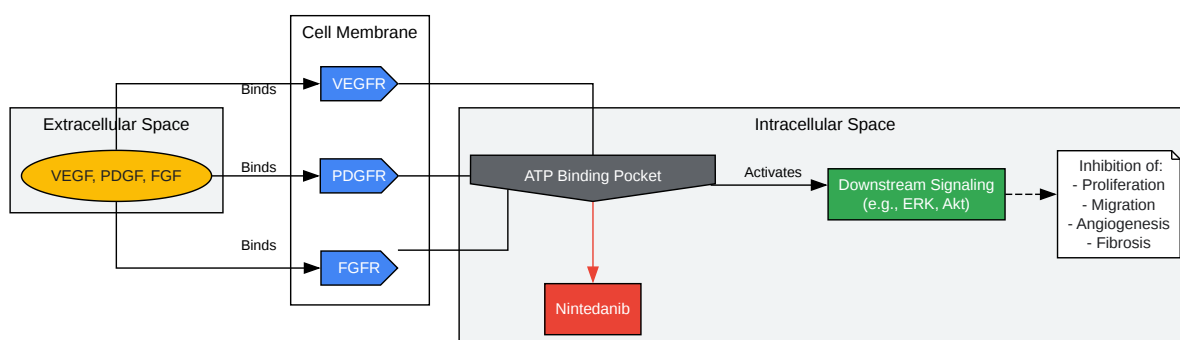 Cell Membrane
VEGFR
Binds
Extracellular Space
Intracellular Space
VEGF, PDGF, FGF
Binds
PDGFR
ATP Binding Pocket
Activates
Downstream Signaling
(e.g., ERK, Akt)
Inhibition of:
- Proliferation
- Migration
- Angiogenesis
- Fibrosis
Binds
FGFR
Nintedanib